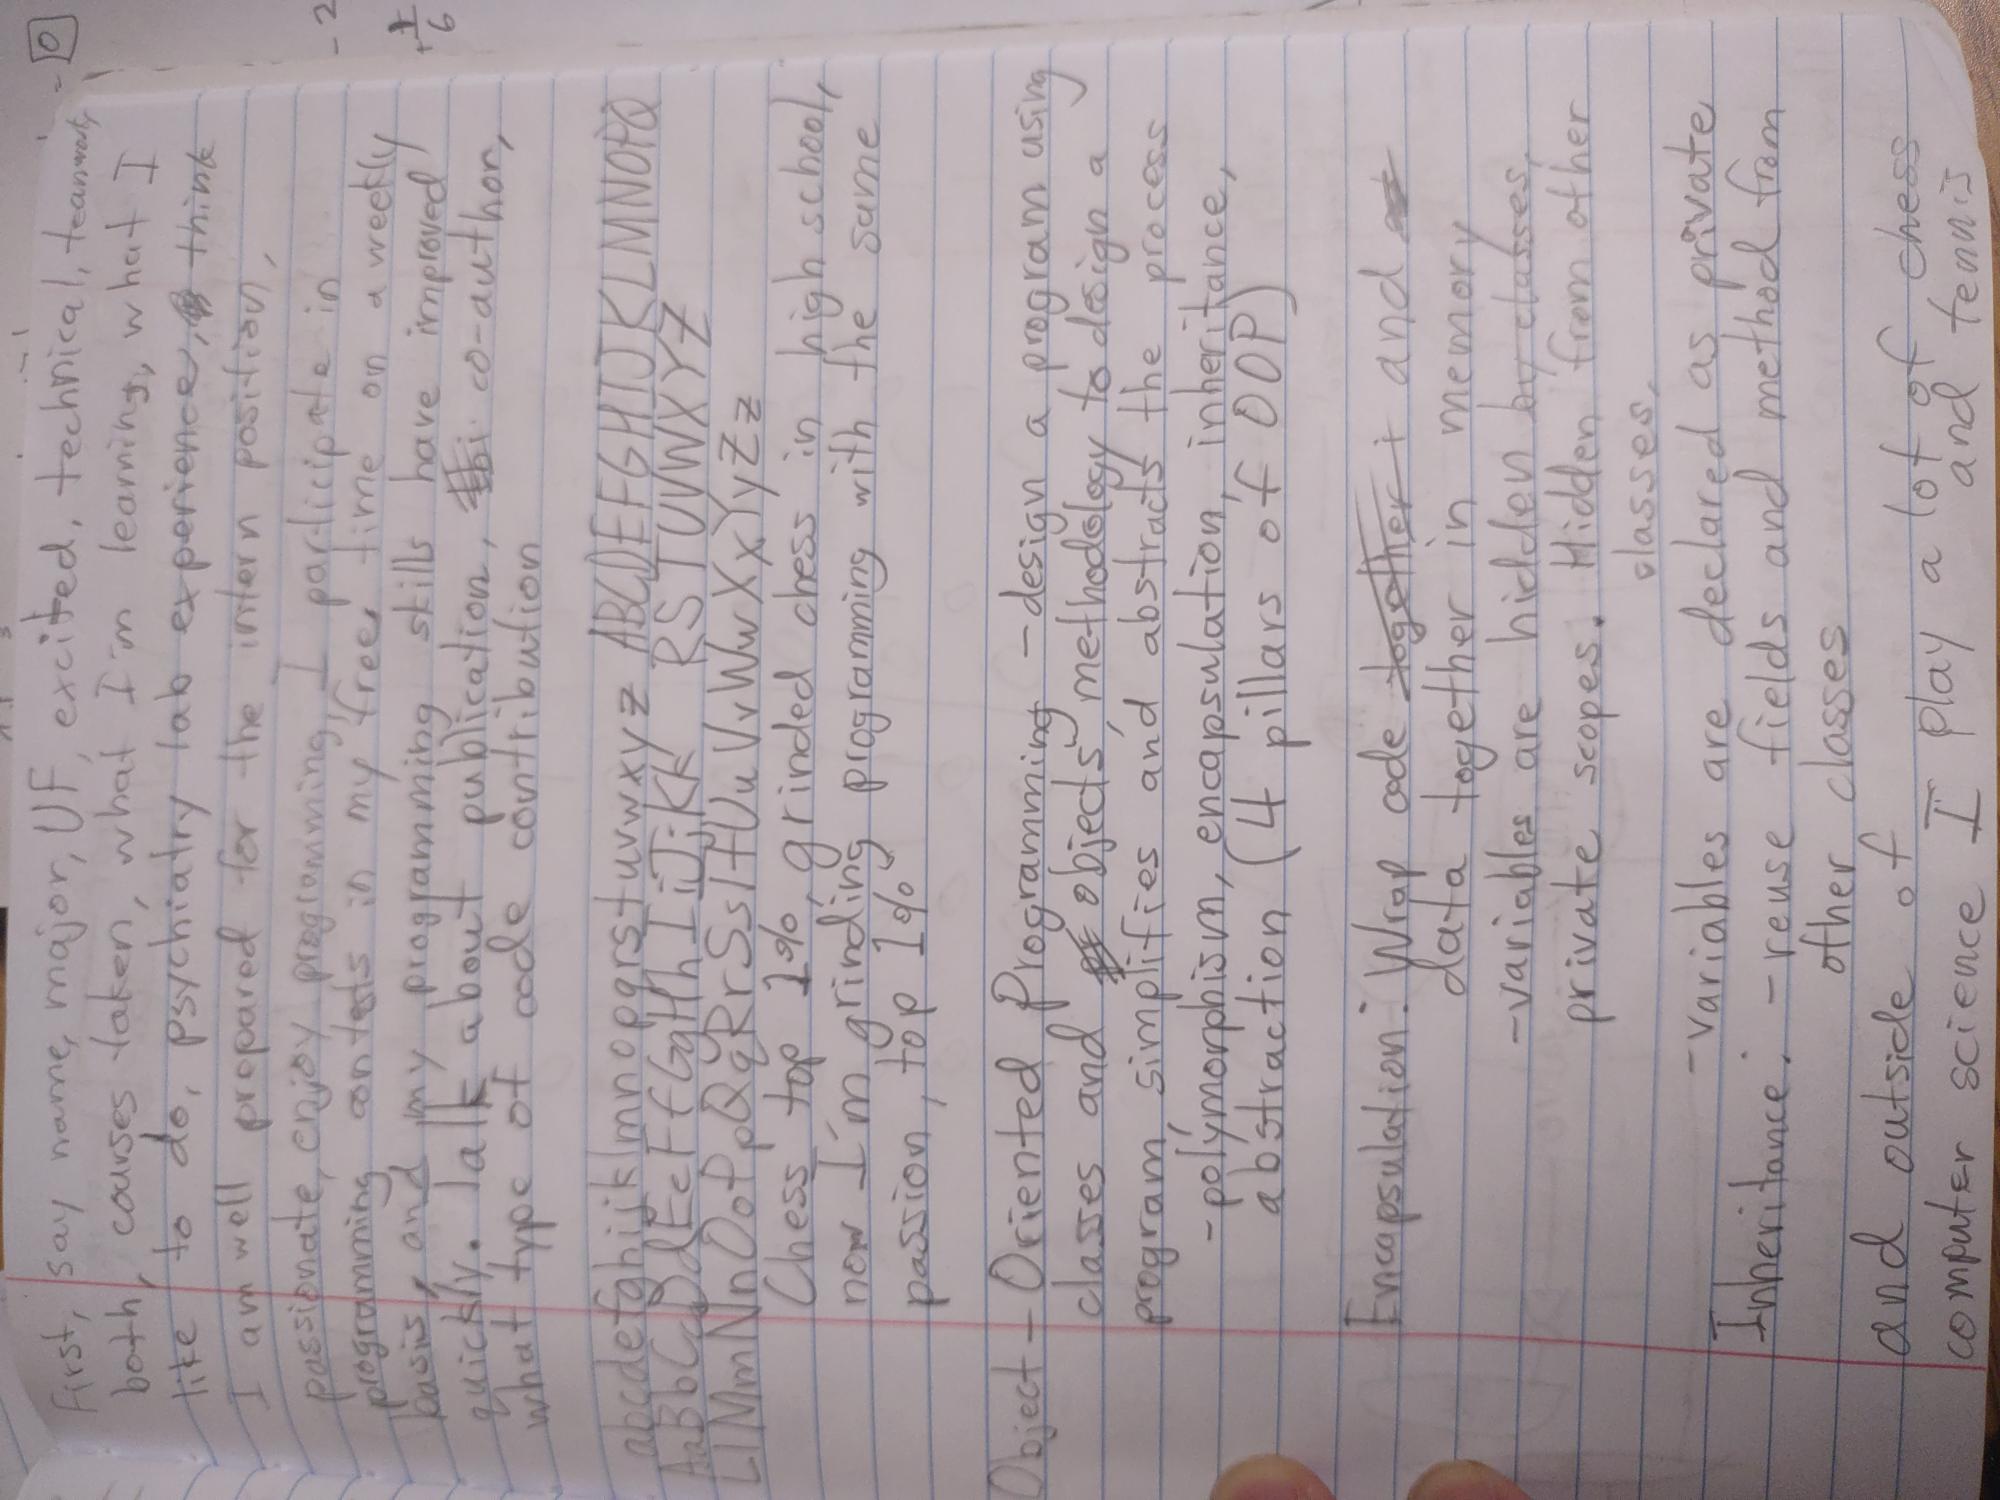 First, say name, major, UF, excited, technical, teamwork,
both, courses taken, what I'm learning, what I
like to do, psychiatry lab experience, think
I am well prepared for the intern position,
passionate, enjoy programming, I participate in
programming contests in my free time on a weekly
basis, and my programming skills have improved
quickly. Talk about publication, co-author,
what type of code contribution
abcdefghijklmnopqrstuvwxyz ABCDEFGHIJKLMNOPQ
AaBbCcDdEeFfGgHhIiJjKk RSTUVWXYZ
LlMmNnOoPpQqRrSsTtUuVvWwXxYyZz
Chess top 1%, grinded chess in high school,
now I'm grinding programming with the same
passion, top 1%
Object-Oriented Programming - design a program using
classes and objects, methodology to design a
program, simplifies and abstracts the process
- polymorphism, encapsulation, inheritance,
abstraction (4 pillars of OOP)
Encapsulation: Wrap code together and
data together in memory
- variables are hidden by classes,
private scopes. Hidden from other
classes.
- variables are declared as private
Inheritance: - reuse fields and method from
other classes
and outside of
computer science I play a lot of chess
and tennis
0
- 2